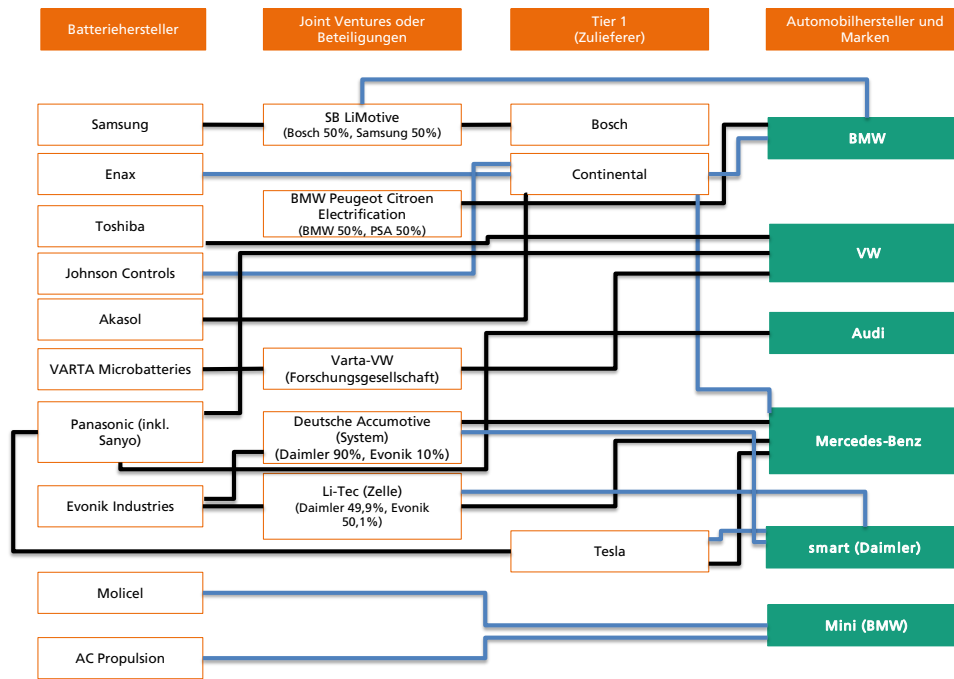 Batteriehersteller
Joint Ventures oder
Beteiligungen
Tier 1
(Zulieferer)
Automobilhersteller und
Marken
Samsung
SB LiMotive
(Bosch 50%, Samsung 50%)
Bosch
BMW
Enax
Continental
BMW Peugeot Citroen
Electrification
(BMW 50%, PSA 50%)
Toshiba
VW
Johnson Controls
Akasol
Audi
VARTA Microbatteries
Varta-VW
(Forschungsgesellschaft)
Panasonic (inkl.
Sanyo)
Deutsche Accumotive
(System)
(Daimler 90%, Evonik 10%)
Mercedes-Benz
Evonik Industries
Li-Tec (Zelle)
(Daimler 49,9%, Evonik
50,1%)
Tesla
smart (Daimler)
Molicel
Mini (BMW)
AC Propulsion